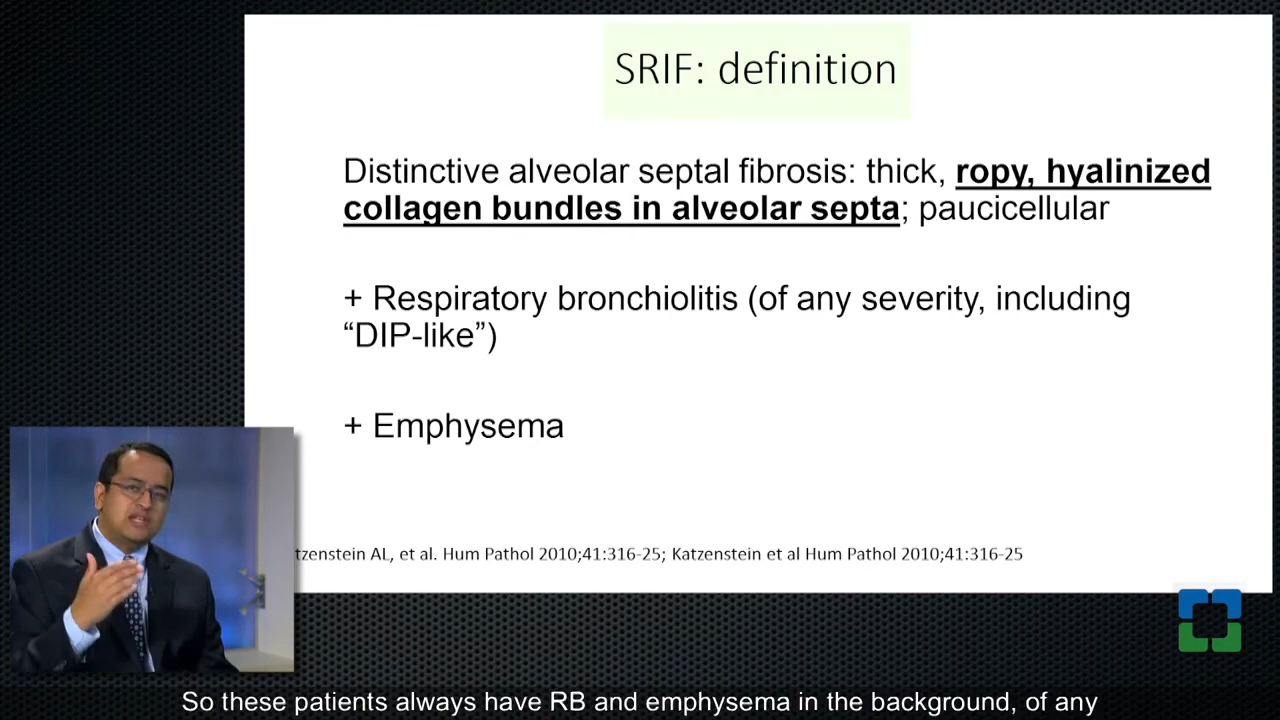 SRIF: definition
Distinctive alveolar septal fibrosis: thick, ropy, hyalinized
collagen bundles in alveolar septa; paucicellular
+ Respiratory bronchiolitis (of any severity, including
“DIP-like”)
+ Emphysema
tzenstein AL, et al. Hum Pathol 2010;41:316-25; Katzenstein et al Hum Pathol 2010;41:316-25
So these patients always have RB and emphysema in the background, of any